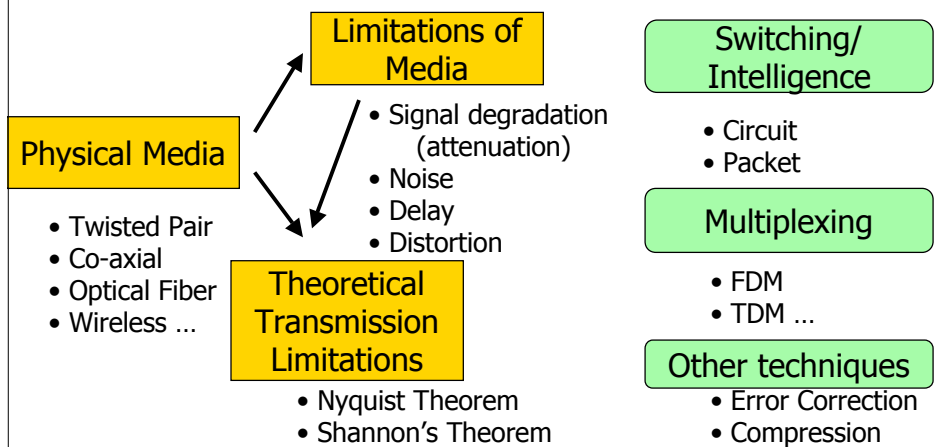 Physical Media
• Twisted Pair
• Co-axial
• Optical Fiber
• Wireless ...
Limitations of
Media
• Signal degradation
(attenuation)
• Noise
• Delay
• Distortion
Theoretical
Transmission
Limitations
• Nyquist Theorem
• Shannon's Theorem
Switching/
Intelligence
• Circuit
• Packet
Multiplexing
• FDM
• TDM ...
Other techniques
• Error Correction
• Compression